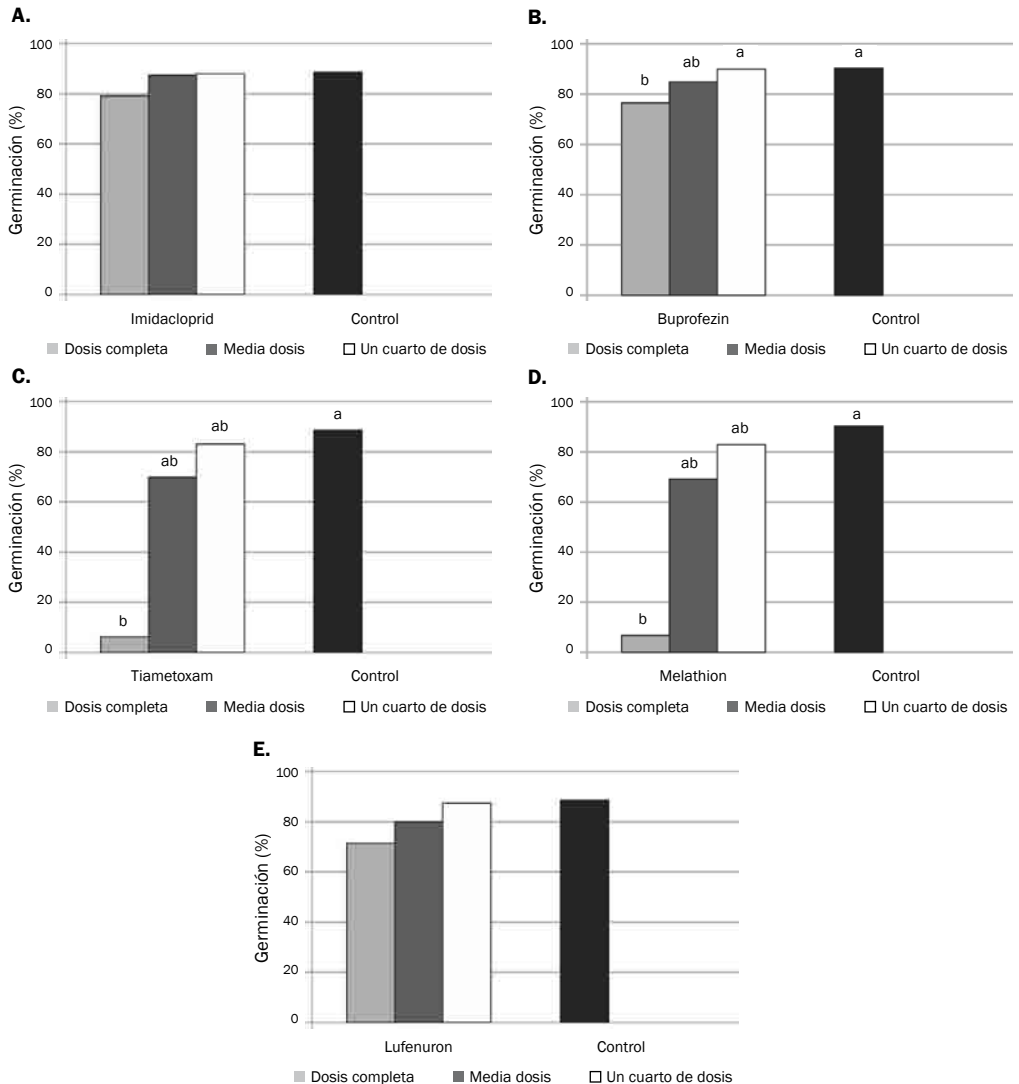 A.
100
80
60
40
20
0
Germinación (%)
Imidacloprid Control
Dosis completa Media dosis Un cuarto de dosis
B.
100
80
60
40
20
0
Germinación (%)
b ab a a
Buprofezin Control
Dosis completa Media dosis Un cuarto de dosis
C.
100
80
60
40
20
0
Germinación (%)
b ab ab a
Tiametoxam Control
Dosis completa Media dosis Un cuarto de dosis
D.
100
80
60
40
20
0
Germinación (%)
b ab ab a
Melathion Control
Dosis completa Media dosis Un cuarto de dosis
E.
100
80
60
40
20
0
Germinación (%)
Lufenuron Control
Dosis completa Media dosis Un cuarto de dosis